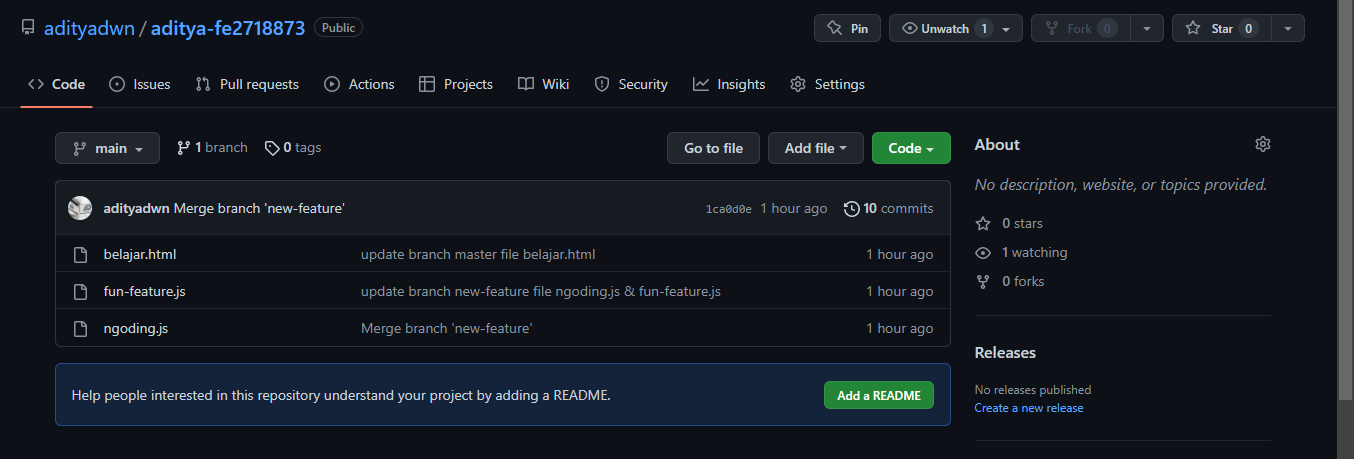 adityadwn / aditya-fe2718873 Public
Pin
Unwatch 1
Fork 0
Star 0
Code Issues Pull requests Actions Projects Wiki Security Insights Settings
main 1 branch 0 tags
Go to file Add file Code
adityadwn Merge branch 'new-feature' 1ca0d0e 1 hour ago 10 commits
belajar.html update branch master file belajar.html 1 hour ago
fun-feature.js update branch new-feature file ngoding.js & fun-feature.js 1 hour ago
ngoding.js Merge branch 'new-feature' 1 hour ago
Help people interested in this repository understand your project by adding a README. Add a README
About
No description, website, or topics provided.
0 stars
1 watching
0 forks
Releases
No releases published
Create a new release